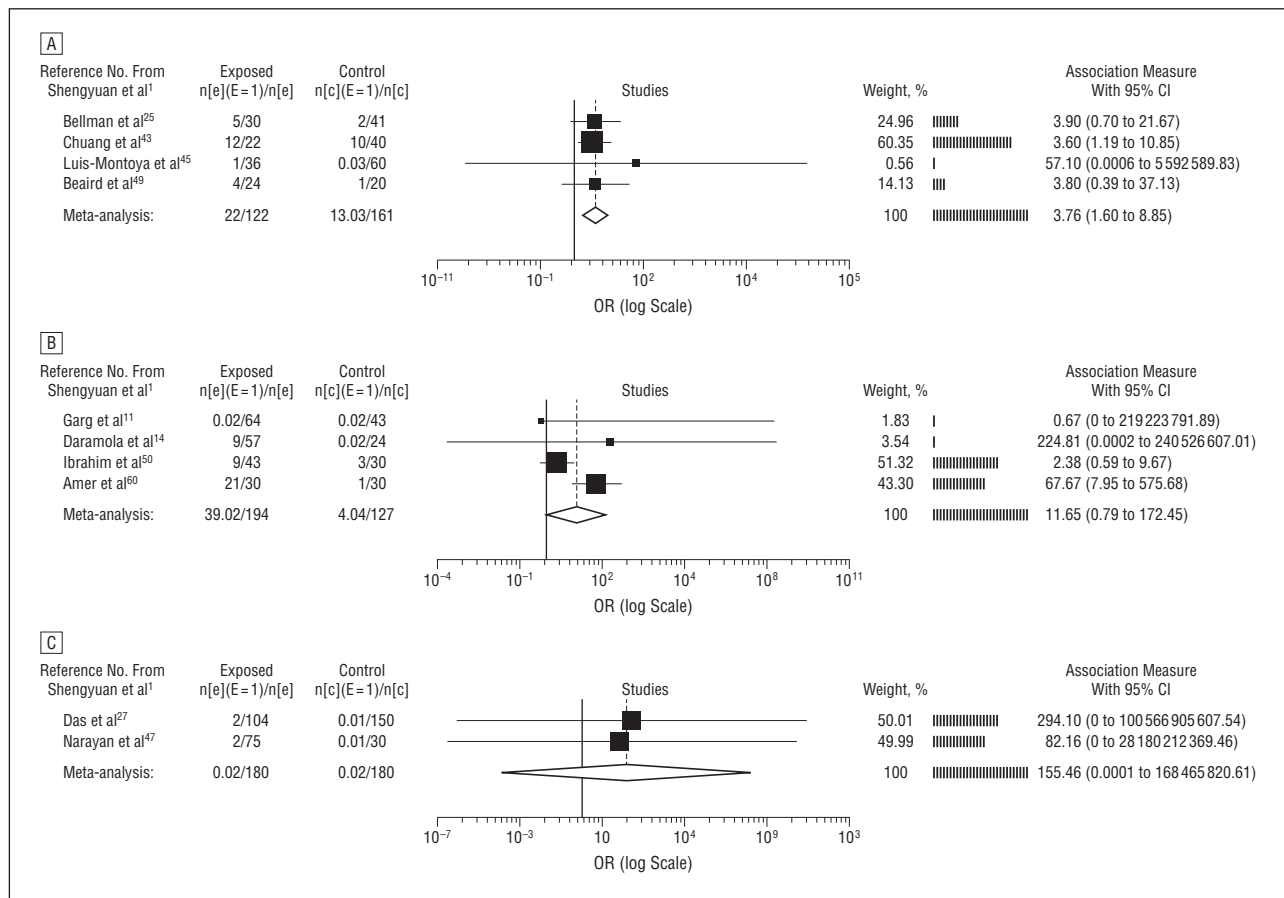 A
Reference No. From Exposed Control Association Measure
Shengyuan et al1 n[e](E=1)/n[e] n[c](E=1)/n[c] Studies Weight, % With 95% CI
Bellman et al25 5/30 2/41 24.96 3.90 (0.70 to 21.67)
Chuang et al43 12/22 10/40 60.35 3.60 (1.19 to 10.85)
Luis-Montoya et al45 1/36 0.03/60 0.56 57.10 (0.0006 to 5 592 589.83)
Beaird et al49 4/24 1/20 14.13 3.80 (0.39 to 37.13)
Meta-analysis: 22/122 13.03/161 100 3.76 (1.60 to 8.85)
10−11 10−1 102 104 105
OR (log Scale)
B
Reference No. From Exposed Control Association Measure
Shengyuan et al1 n[e](E=1)/n[e] n[c](E=1)/n[c] Studies Weight, % With 95% CI
Garg et al11 0.02/64 0.02/43 1.83 0.67 (0 to 219 223 791.89)
Daramola et al14 9/57 0.02/24 3.54 224.81 (0.0002 to 240 526 607.01)
Ibrahim et al50 9/43 3/30 51.32 2.38 (0.59 to 9.67)
Amer et al60 21/30 1/30 43.30 67.67 (7.95 to 575.68)
Meta-analysis: 39.02/194 4.04/127 100 11.65 (0.79 to 172.45)
10−4 10−1 102 104 108 1011
OR (log Scale)
C
Reference No. From Exposed Control Association Measure
Shengyuan et al1 n[e](E=1)/n[e] n[c](E=1)/n[c] Studies Weight, % With 95% CI
Das et al27 2/104 0.01/150 50.01 294.10 (0 to 100 566 905 607.54)
Narayan et al47 2/75 0.01/30 49.99 82.16 (0 to 28 180 212 369.46)
Meta-analysis: 0.02/180 0.02/180 100 155.46 (0.0001 to 168 465 820.61)
10−7 10−3 10 104 109 103
OR (log Scale)